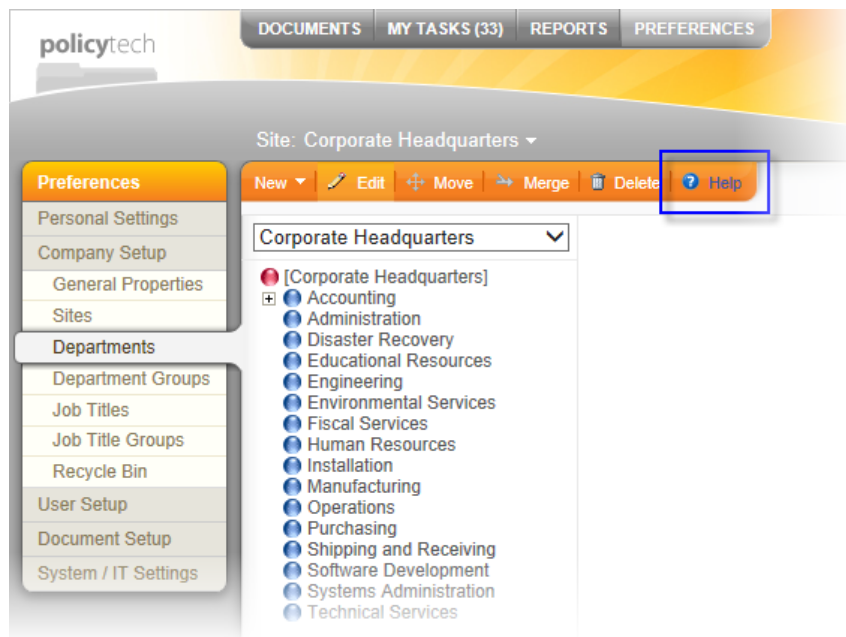 policytech
DOCUMENTS MY TASKS (33) REPORTS PREFERENCES
Site: Corporate Headquarters
Preferences
Personal Settings
Company Setup
General Properties
Sites
Departments
Department Groups
Job Titles
Job Title Groups
Recycle Bin
User Setup
Document Setup
System / IT Settings
New Edit Move Merge Delete Help
Corporate Headquarters
[Corporate Headquarters]
Accounting
Administration
Disaster Recovery
Educational Resources
Engineering
Environmental Services
Fiscal Services
Human Resources
Installation
Manufacturing
Operations
Purchasing
Shipping and Receiving
Software Development
Systems Administration
Technical Services